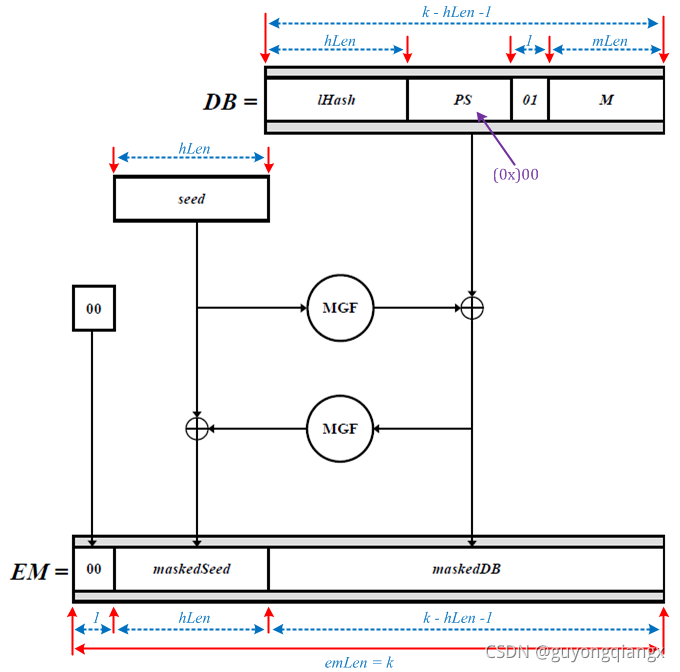 k - hLen -1
hLen 1 mLen
DB = lHash PS 01 M
hLen
(0x)00
seed
00 MGF
MGF
EM = 00 maskedSeed maskedDB
1 hLen k - hLen -1
CSDN @guyongqiangx
emLen = k